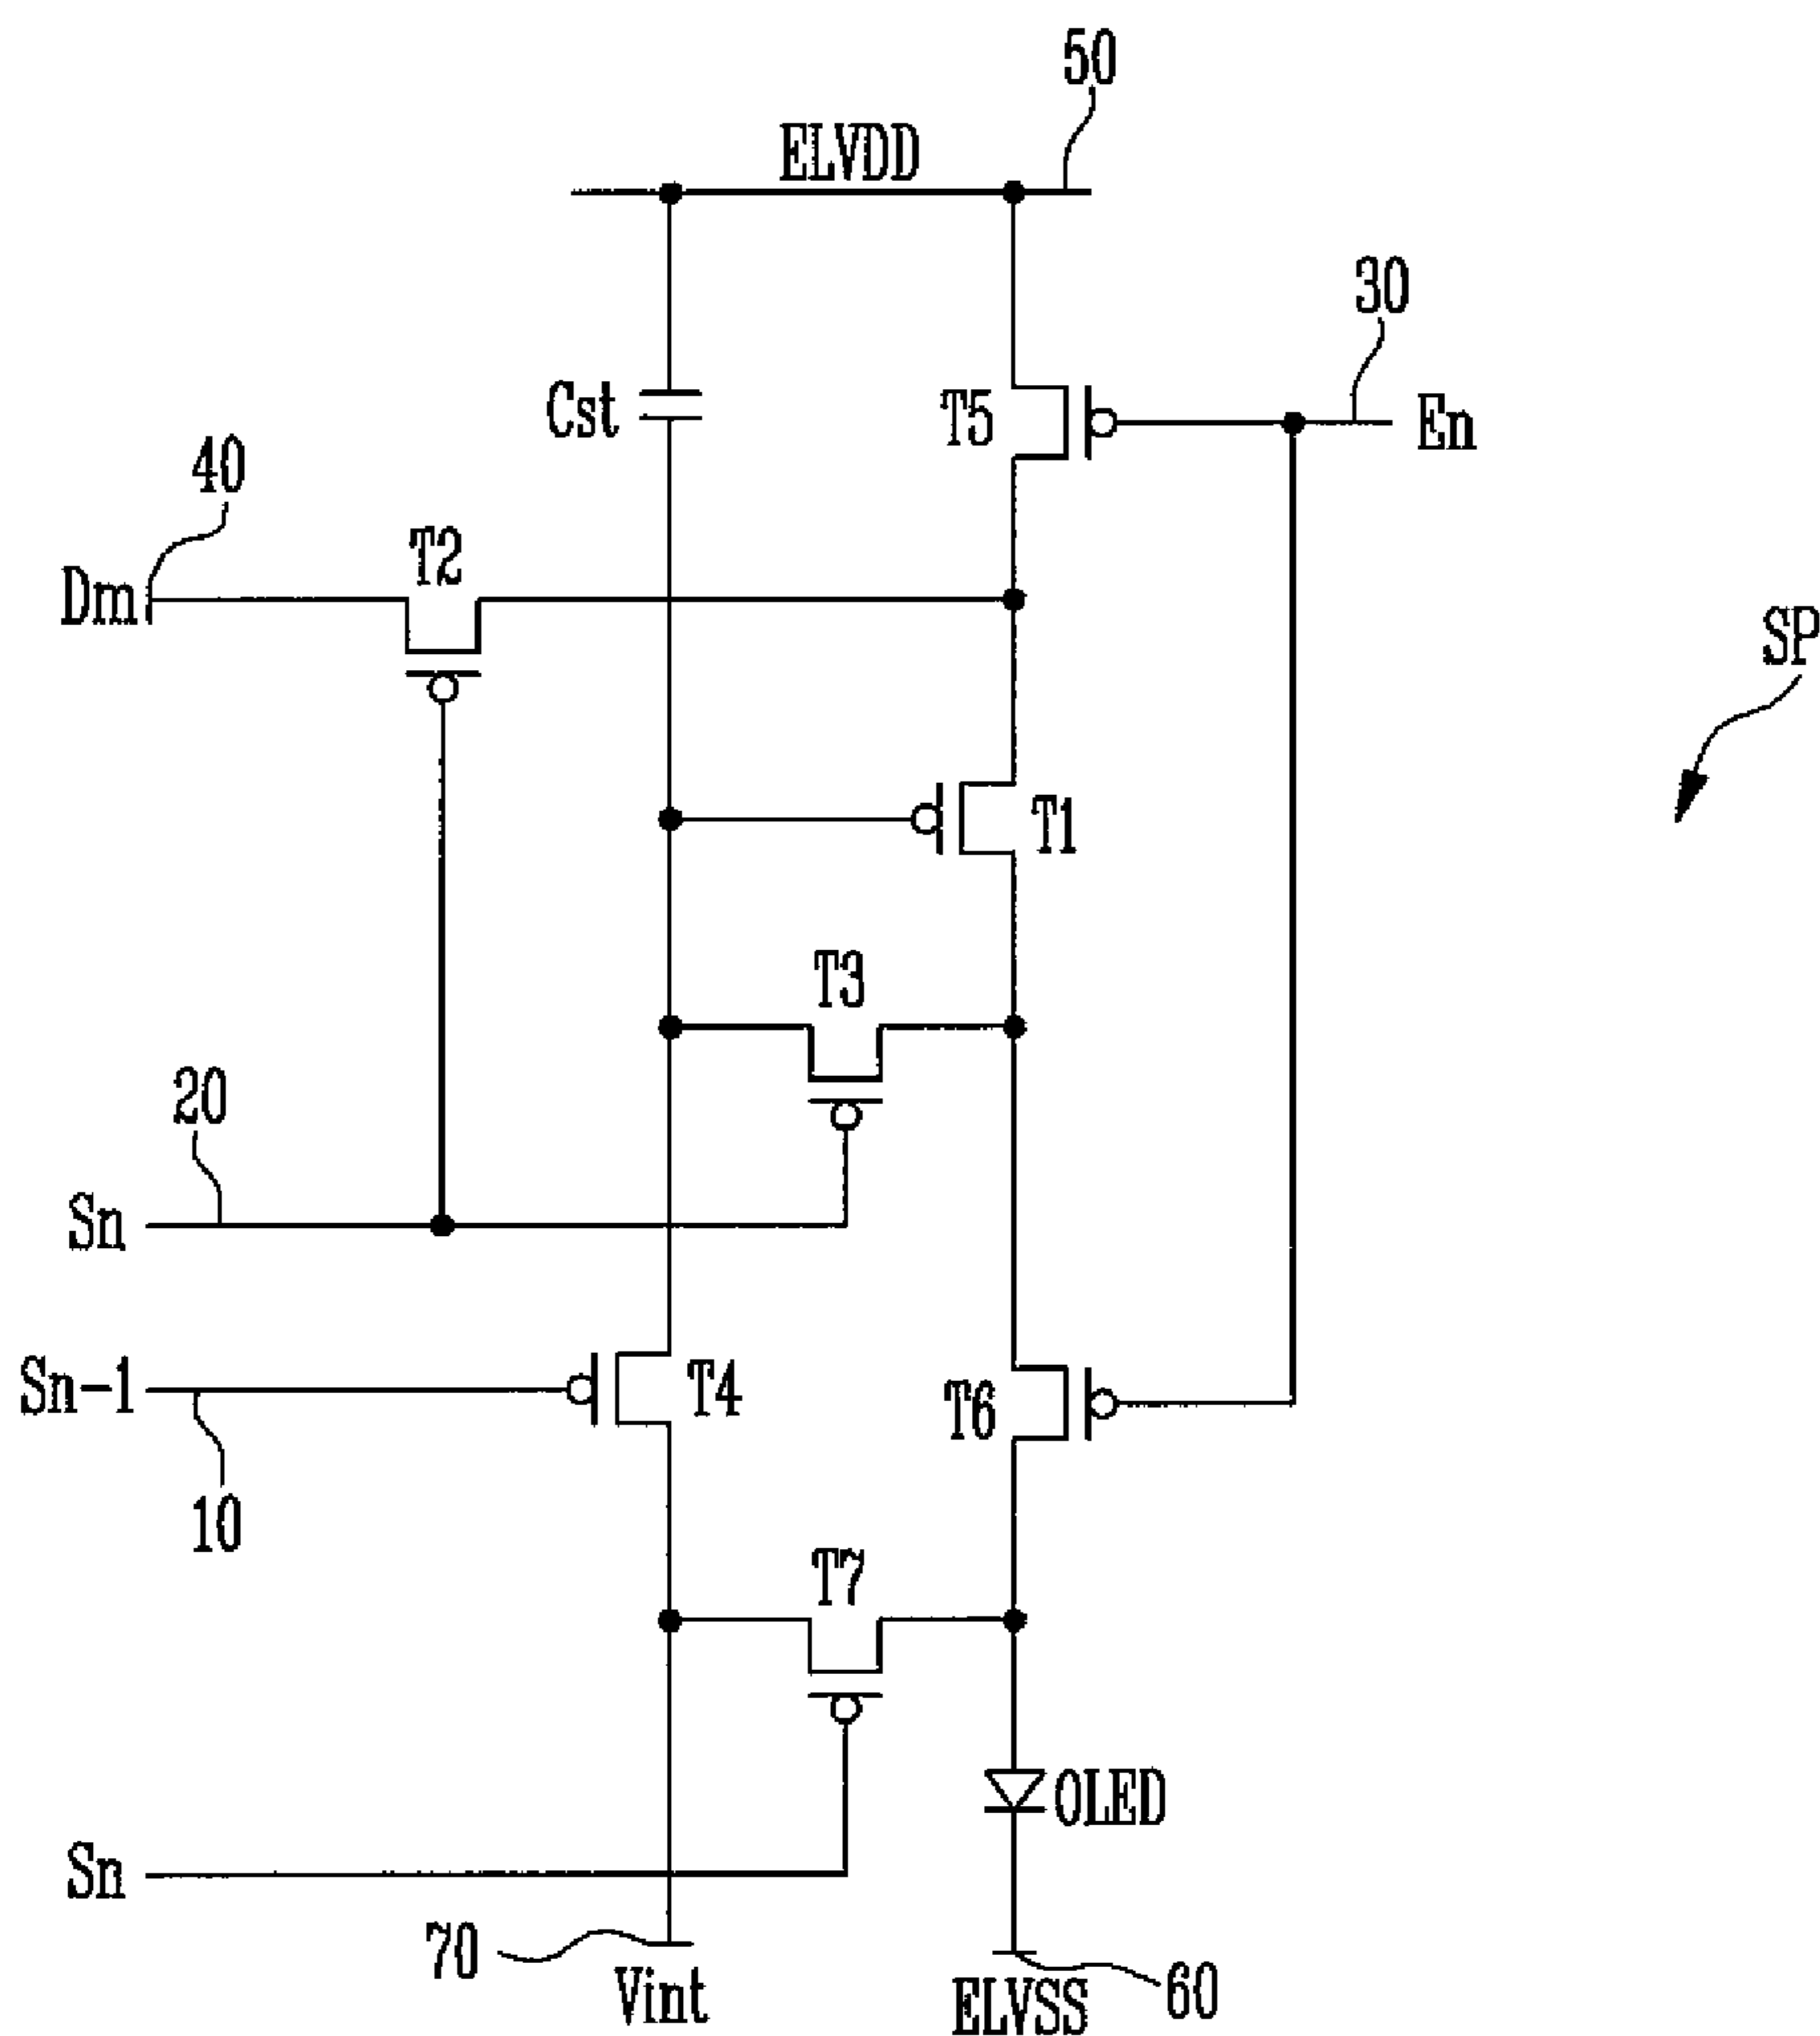 50
ELVDD
30
Cst
T5
En
40
T2
Dm
SP
T1
T3
20
Sn
Sn-1
T4
T6
10
T7
OLED
Sn
70
Vint
ELVSS
60